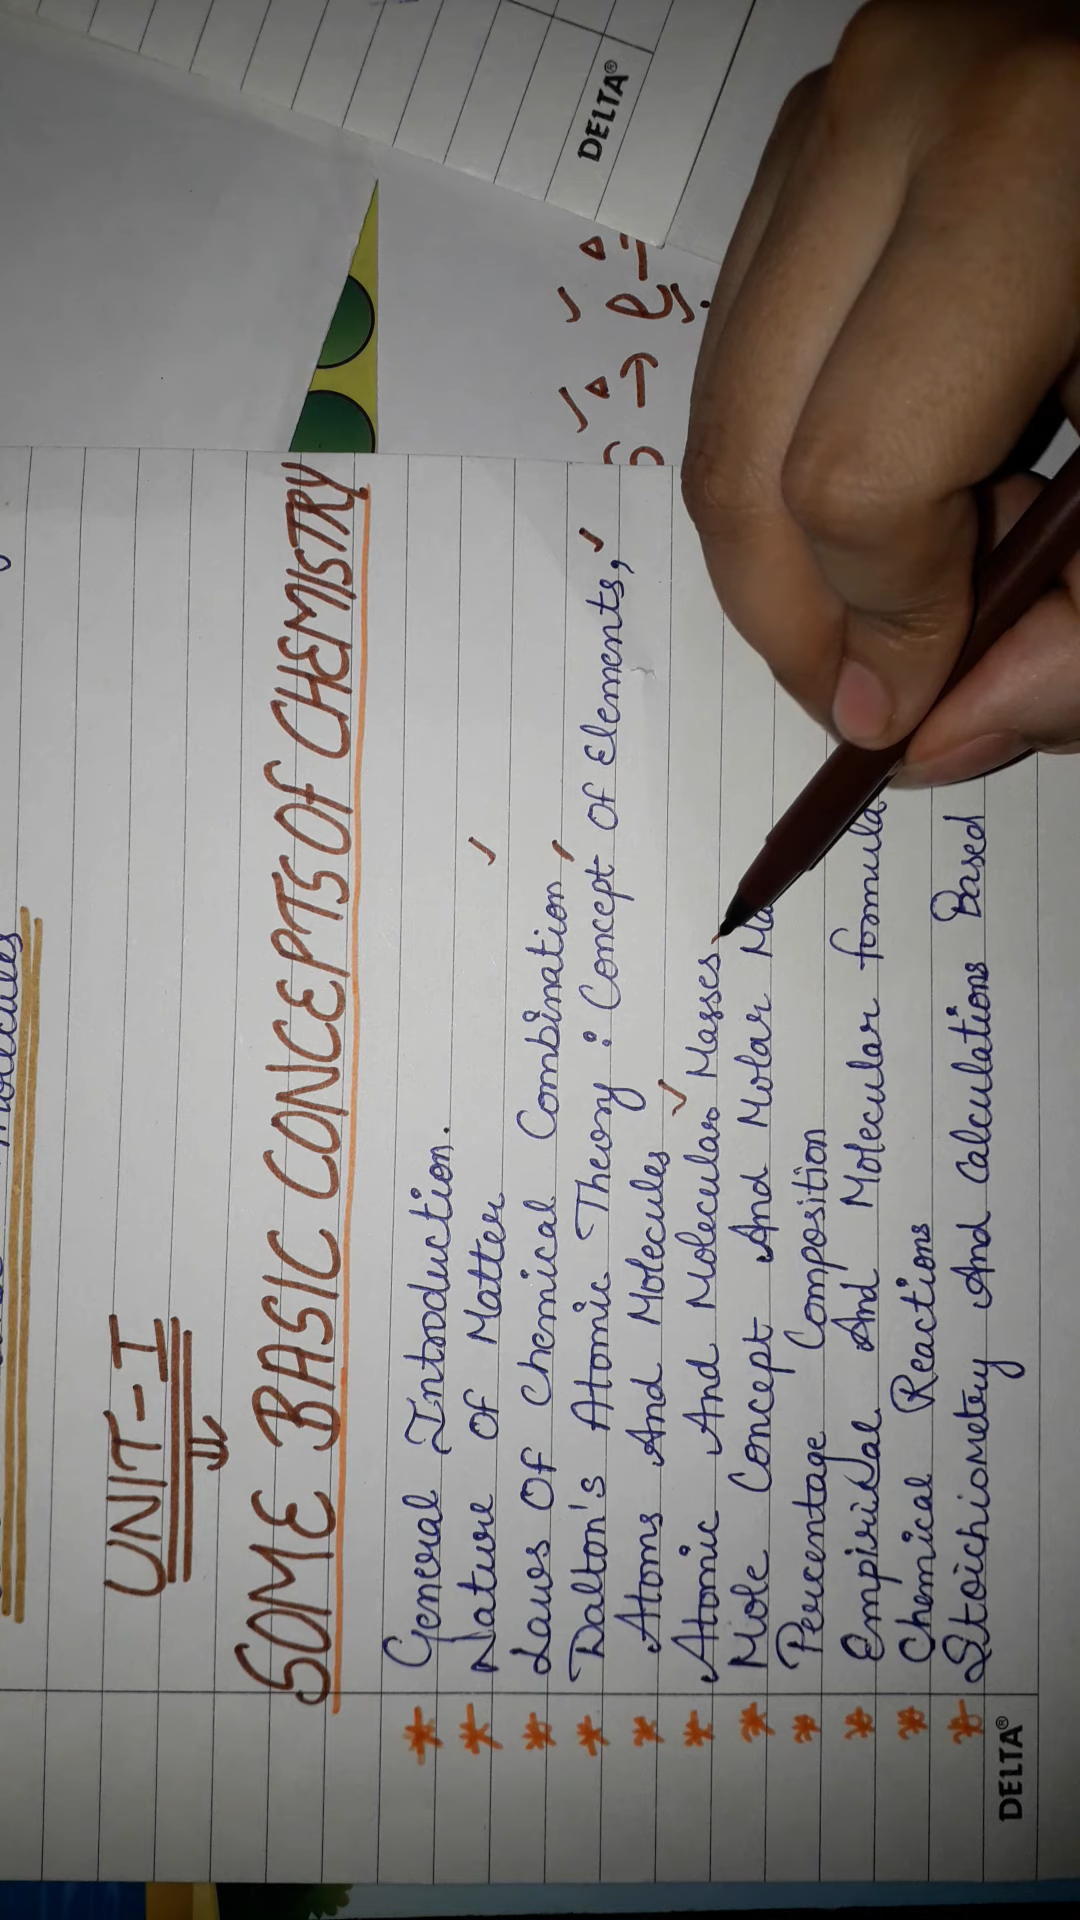 molecules
UNIT-I
SOME BASIC CONCEPTS Of CHEMISTRY
* General Introduction.
* Nature Of Matter
* Laws Of Chemical Combination
* Dalton's Atomic Theory : Concept Of Elements,
* Atoms And Molecules
* Atomic And Molecular Masses
* Mole Concept And Molar
* Percentage Composition
* Empirical And Molecular formula
* Chemical Reactions
* Stoichiometry And Calculations Based
DELTA®
DELTA®